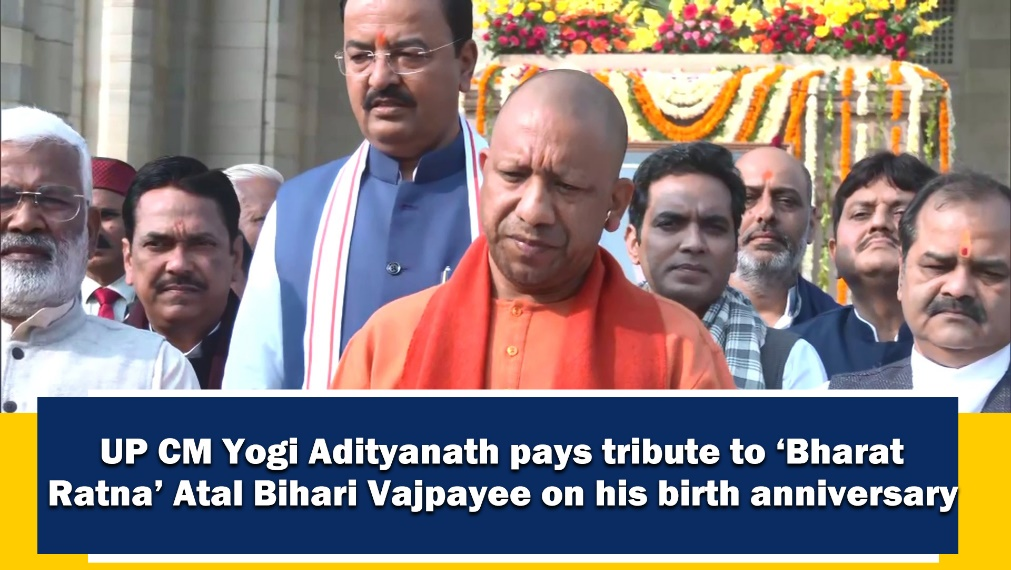 UP CM Yogi Adityanath pays tribute to ‘Bharat
Ratna’ Atal Bihari Vajpayee on his birth anniversary